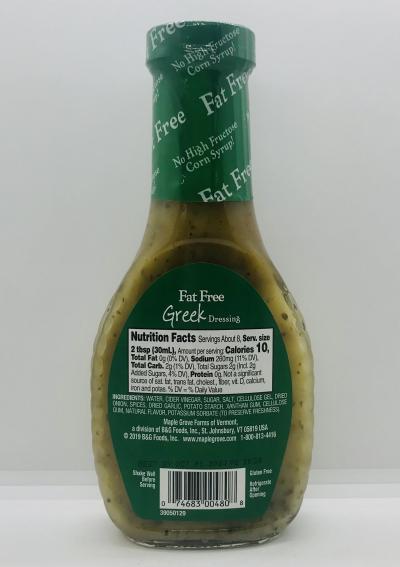 Free
No High Fructose
Corn Syrup!
Fat Free
Free
No High Fructose
Corn Syrup!
Fat Free
Fat Free
Greek Dressing
Nutrition Facts Servings About 8, Serv. size
2 tbsp (30mL), Amount per serving: Calories 10,
Total Fat 0g (0% DV), Sodium 260mg (11% DV),
Total Carb. 2g (1% DV), Total Sugars 2g (Incl. 2g
Added Sugars, 4% DV), Protein 0g. Not a significant
source of sat. fat, trans fat, cholest., fiber, vit. D, calcium,
iron and potas. % DV = % Daily Value
INGREDIENTS: WATER, CIDER VINEGAR, SUGAR, SALT, CELLULOSE GEL, DRIED
ONION, SPICES, DRIED GARLIC, POTATO STARCH, XANTHAN GUM, CELLULOSE
GUM, NATURAL FLAVOR, POTASSIUM SORBATE (TO PRESERVE FRESHNESS).
Maple Grove Farms of Vermont,
a division of B&G Foods, Inc., St. Johnsbury, VT 05819 USA
© 2019 B&G Foods, Inc. www.maplegrove.com 1-800-813-4416
Shake Well
Before
Serving
Gluten Free
Refrigerate
After
Opening
0 74683 00480 8
38050129